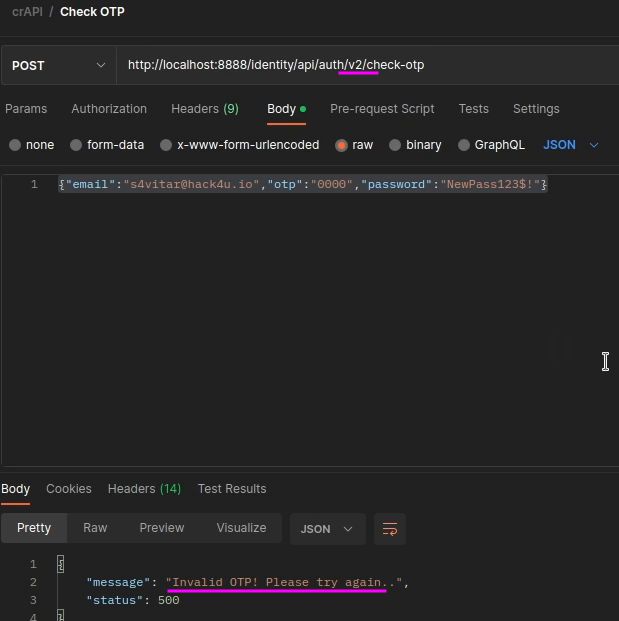 crAPI / Check OTP
POST http://localhost:8888/identity/api/auth/v2/check-otp
Params Authorization Headers (9) Body Pre-request Script Tests Settings
none form-data x-www-form-urlencoded raw binary GraphQL JSON
1 {"email":"s4vitar@hack4u.io","otp":"0000","password":"NewPass123$!"}
Body Cookies Headers (14) Test Results
Pretty Raw Preview Visualize JSON
1 {
2 "message": "Invalid OTP! Please try again..",
3 "status": 500
4 }